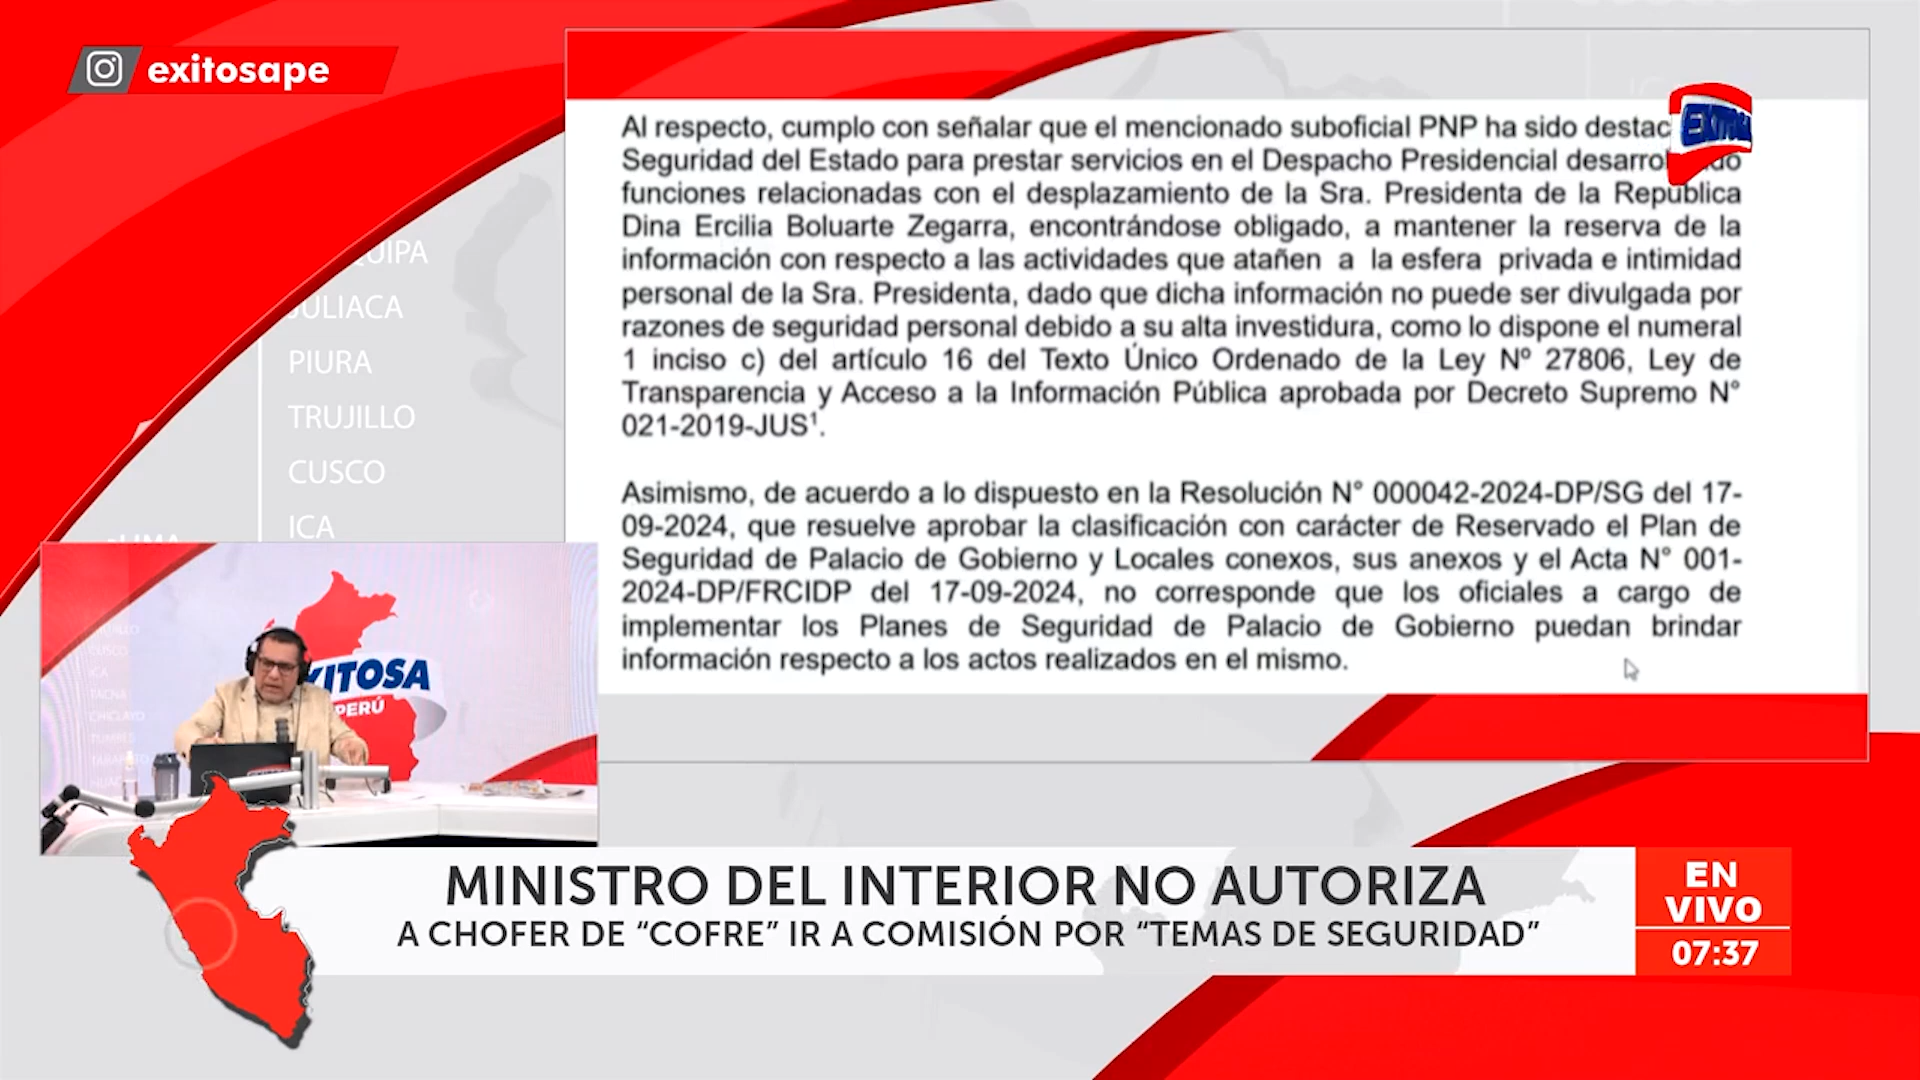 exitosape
EXITOSA
Al respecto, cumplo con señalar que el mencionado suboficial PNP ha sido
Seguridad del Estado para prestar servicios en el Despacho Presidencial
funciones relacionadas con el desplazamiento de la Sra. Presidenta de la República
Dina Ercilia Boluarte Zegarra, encontrándose obligado, a mantener la reserva de la
información con respecto a las actividades que atañen a la esfera privada e intimidad
personal de la Sra. Presidenta, dado que dicha información no puede ser divulgada por
razones de seguridad personal debido a su alta investidura, como lo dispone el numeral
1 inciso c) del artículo 16 del Texto Único Ordenado de la Ley Nº 27806, Ley de
Transparencia y Acceso a la Información Pública aprobada por Decreto Supremo N°
021-2019-JUS¹.
Asimismo, de acuerdo a lo dispuesto en la Resolución N° 000042-2024-DP/SG del 17-
09-2024, que resuelve aprobar la clasificación con carácter de Reservado el Plan de
Seguridad de Palacio de Gobierno y Locales conexos, sus anexos y el Acta N° 001-
2024-DP/FRCIDP del 17-09-2024, no corresponde que los oficiales a cargo de
implementar los Planes de Seguridad de Palacio de Gobierno puedan brindar
información respecto a los actos realizados en el mismo.
JULIACA
PIURA
TRUJILLO
CUSCO
ICA
CUSCO
ICA
TACNA
CHICLAYO
TUMBES
EXITOSA
PERÚ
MINISTRO DEL INTERIOR NO AUTORIZA
A CHOFER DE “COFRE” IR A COMISIÓN POR “TEMAS DE SEGURIDAD”
EN
VIVO
07:37